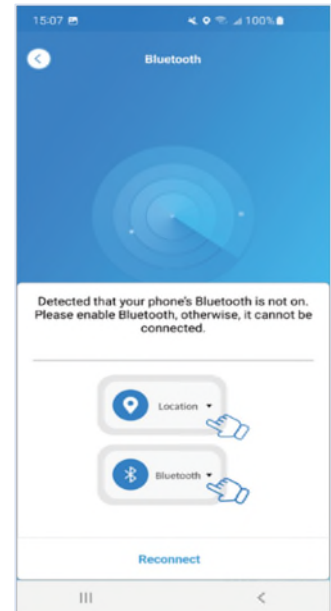 15:07 100%
Bluetooth
Detected that your phone's Bluetooth is not on.
Please enable Bluetooth, otherwise, it cannot be
connected.
Location
Bluetooth
Reconnect